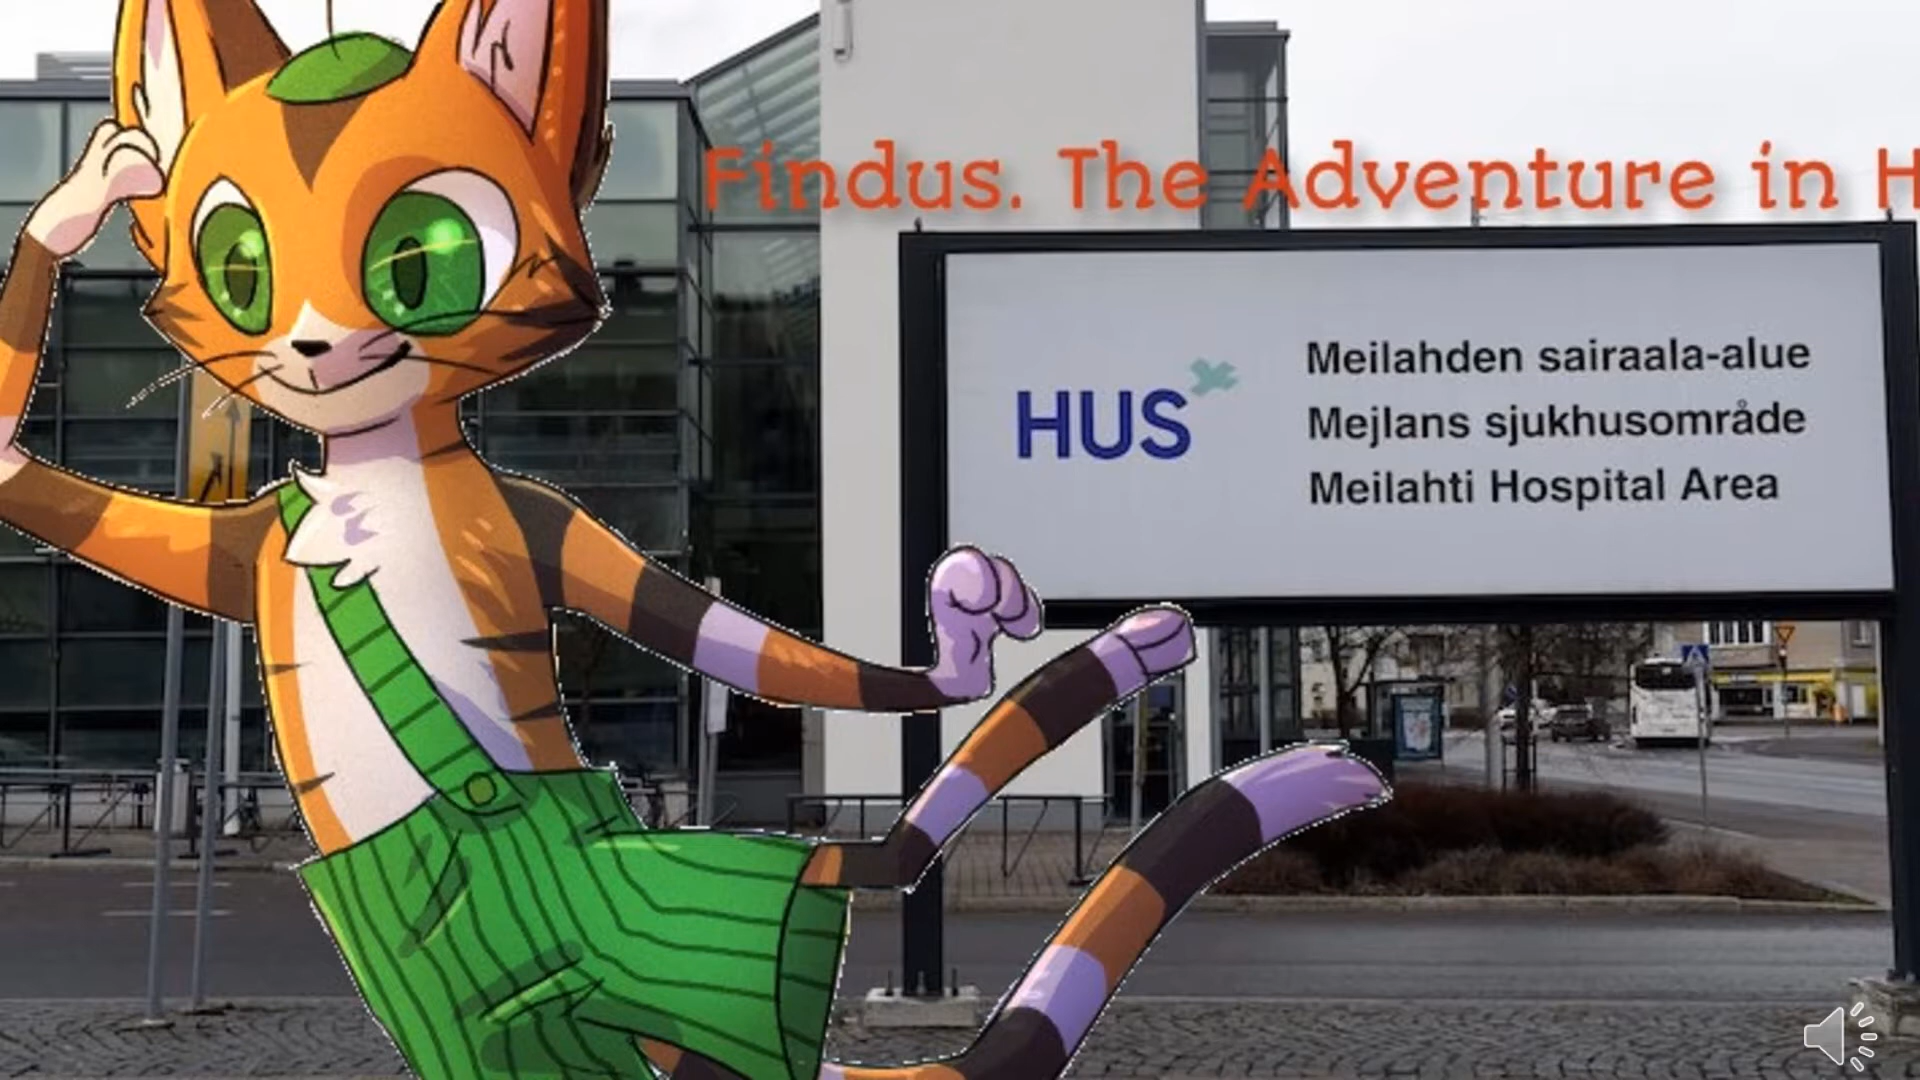 Findus. The Adventure in H
HUS
Meilahden sairaala-alue
Mejlans sjukhusområde
Meilahti Hospital Area